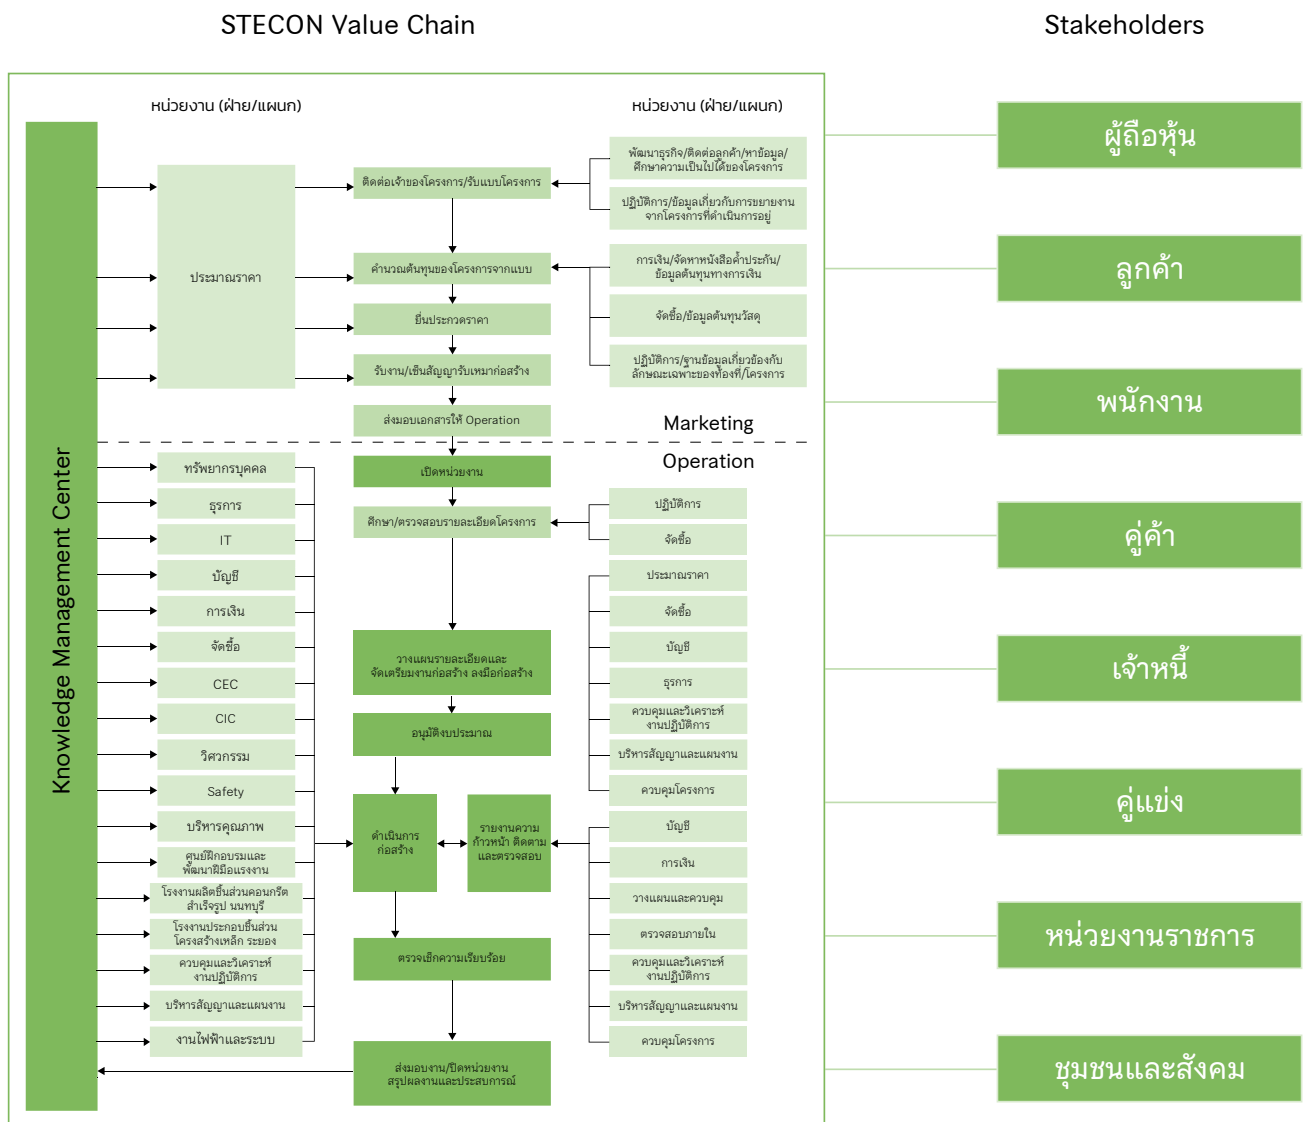 STECON Value Chain
Stakeholders
หน่วยงาน (ฝ่าย/แผนก)
หน่วยงาน (ฝ่าย/แผนก)
Knowledge Management Center
ประมาณราคา
ติดต่อเจ้าของโครงการ/รับแบบโครงการ
คำนวณต้นทุนของโครงการจากแบบ
ยื่นประกวดราคา
รับงาน/เซ็นสัญญารับเหมาก่อสร้าง
ส่งมอบเอกสารให้ Operation
พัฒนาธุรกิจ/ติดต่อลูกค้า/หาข้อมูล/
ศึกษาความเป็นไปได้ของโครงการ
ปฏิบัติการ/ข้อมูลเกี่ยวกับการขยายงาน
จากโครงการที่ดำเนินการอยู่
การเงิน/จัดหาหนังสือค้ำประกัน/
ข้อมูลต้นทุนทางการเงิน
จัดซื้อ/ข้อมูลต้นทุนวัสดุ
ปฏิบัติการ/ฐานข้อมูลเกี่ยวข้องกับ
ลักษณะเฉพาะของท้องที่/โครงการ
Marketing
Operation
ทรัพยากรบุคคล
ธุรการ
IT
บัญชี
การเงิน
จัดซื้อ
CEC
CIC
วิศวกรรม
Safety
บริหารคุณภาพ
ศูนย์ฝึกอบรมและ
พัฒนาฝีมือแรงงาน
โรงงานผลิตชิ้นส่วนคอนกรีต
สำเร็จรูป นนทบุรี
โรงงานประกอบชิ้นส่วน
โครงสร้างเหล็ก ระยอง
ควบคุมและวิเคราะห์
งานปฏิบัติการ
บริหารสัญญาและแผนงาน
งานไฟฟ้าและระบบ
เปิดหน่วยงาน
ศึกษา/ตรวจสอบรายละเอียดโครงการ
วางแผนรายละเอียดและ
จัดเตรียมงานก่อสร้าง ลงมือก่อสร้าง
อนุมัติงบประมาณ
ดำเนินการ
ก่อสร้าง
รายงานความ
ก้าวหน้า ติดตาม
และตรวจสอบ
ตรวจเช็กความเรียบร้อย
ส่งมอบงาน/ปิดหน่วยงาน
สรุปผลงานและประสบการณ์
ปฏิบัติการ
จัดซื้อ
ประมาณราคา
จัดซื้อ
บัญชี
ธุรการ
ควบคุมและวิเคราะห์
งานปฏิบัติการ
บริหารสัญญาและแผนงาน
ควบคุมโครงการ
บัญชี
การเงิน
วางแผนและควบคุม
ตรวจสอบภายใน
ควบคุมและวิเคราะห์
งานปฏิบัติการ
บริหารสัญญาและแผนงาน
ควบคุมโครงการ
ผู้ถือหุ้น
ลูกค้า
พนักงาน
คู่ค้า
เจ้าหนี้
คู่แข่ง
หน่วยงานราชการ
ชุมชนและสังคม